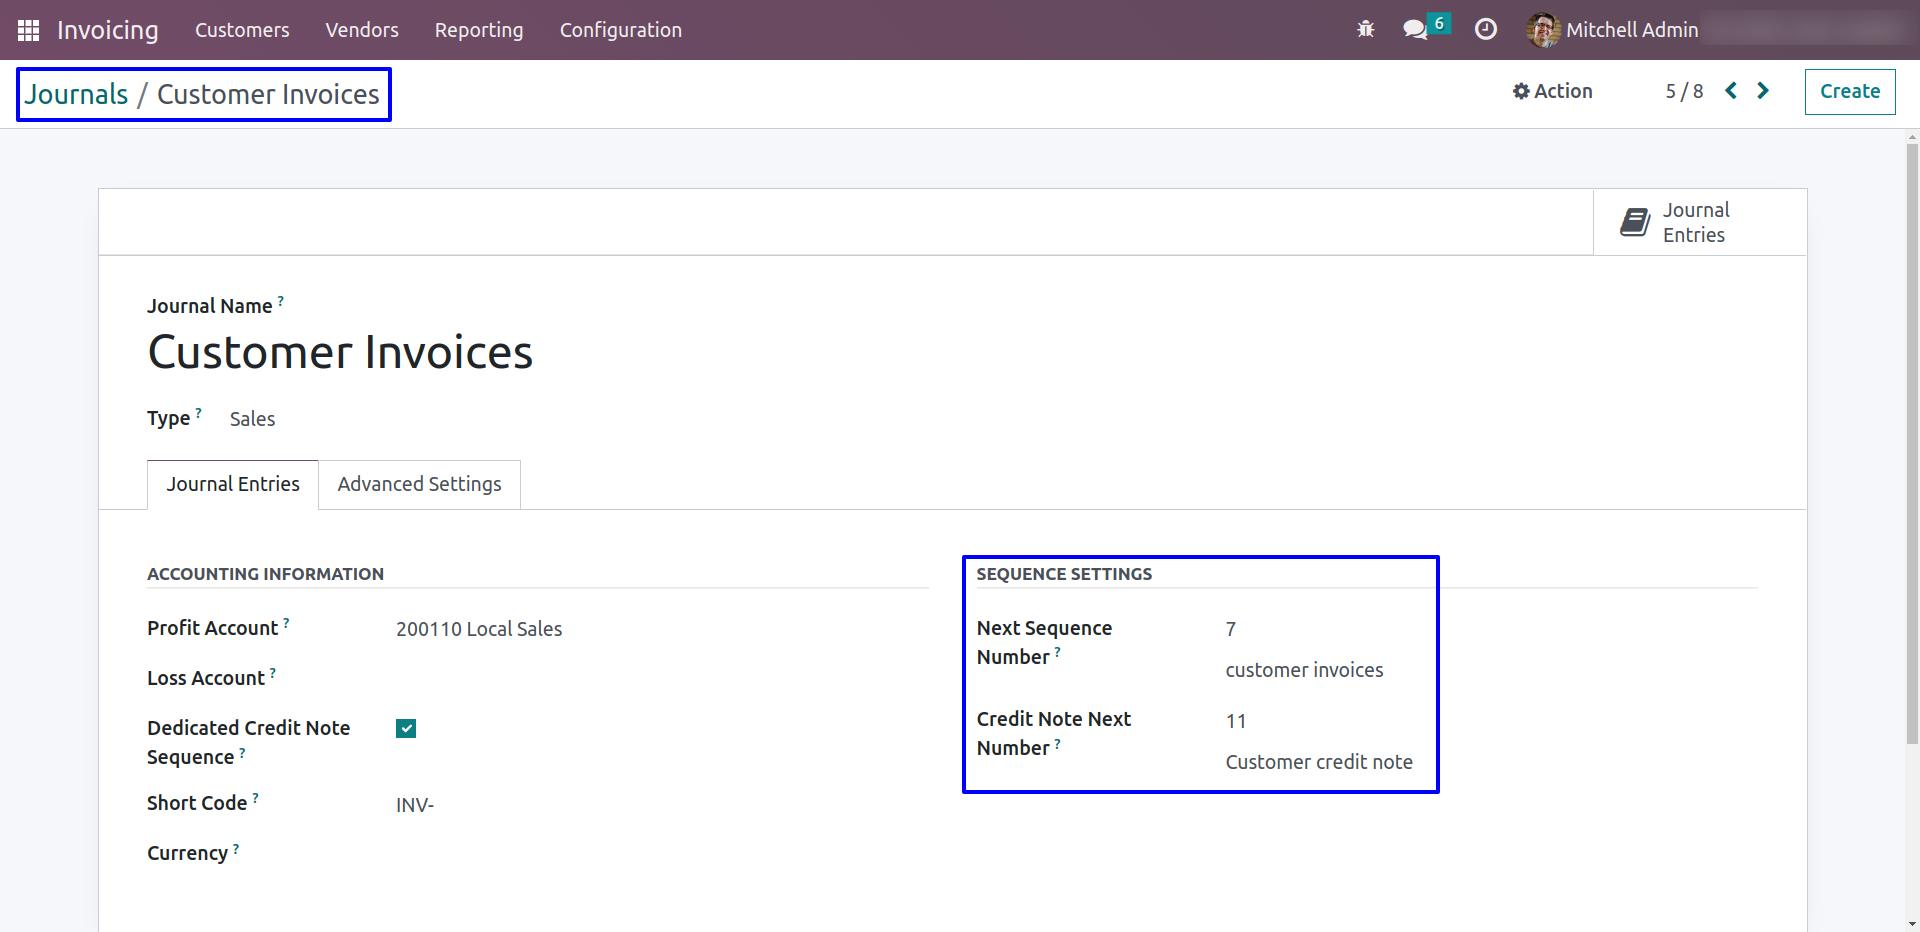 Invoicing Customers Vendors Reporting Configuration 6 Mitchell Admin
Journals / Customer Invoices Action 5 / 8 Create
Journal
Entries
Journal Name ?
Customer Invoices
Type ? Sales
Journal Entries Advanced Settings
ACCOUNTING INFORMATION
Profit Account ? 200110 Local Sales
Loss Account ?
Dedicated Credit Note
Sequence ?
Short Code ? INV-
Currency ?
SEQUENCE SETTINGS
Next Sequence 7
Number ?
customer invoices
Credit Note Next 11
Number ?
Customer credit note